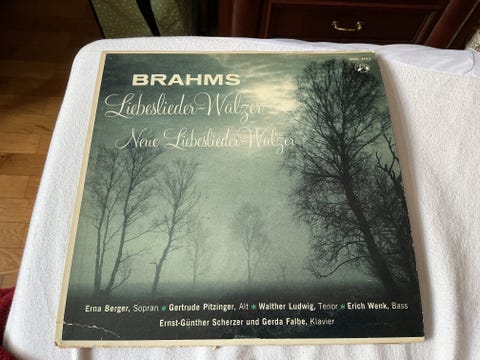 BRAHMS
Liebeslieder-Walzer
Neue Liebeslieder-Walzer
Erna Berger, Sopran * Gertrude Pitzinger, Alt * Walther Ludwig, Tenor * Erich Wenk, Bass
Ernst-Günther Scherzer und Gerda Falbe, Klavier